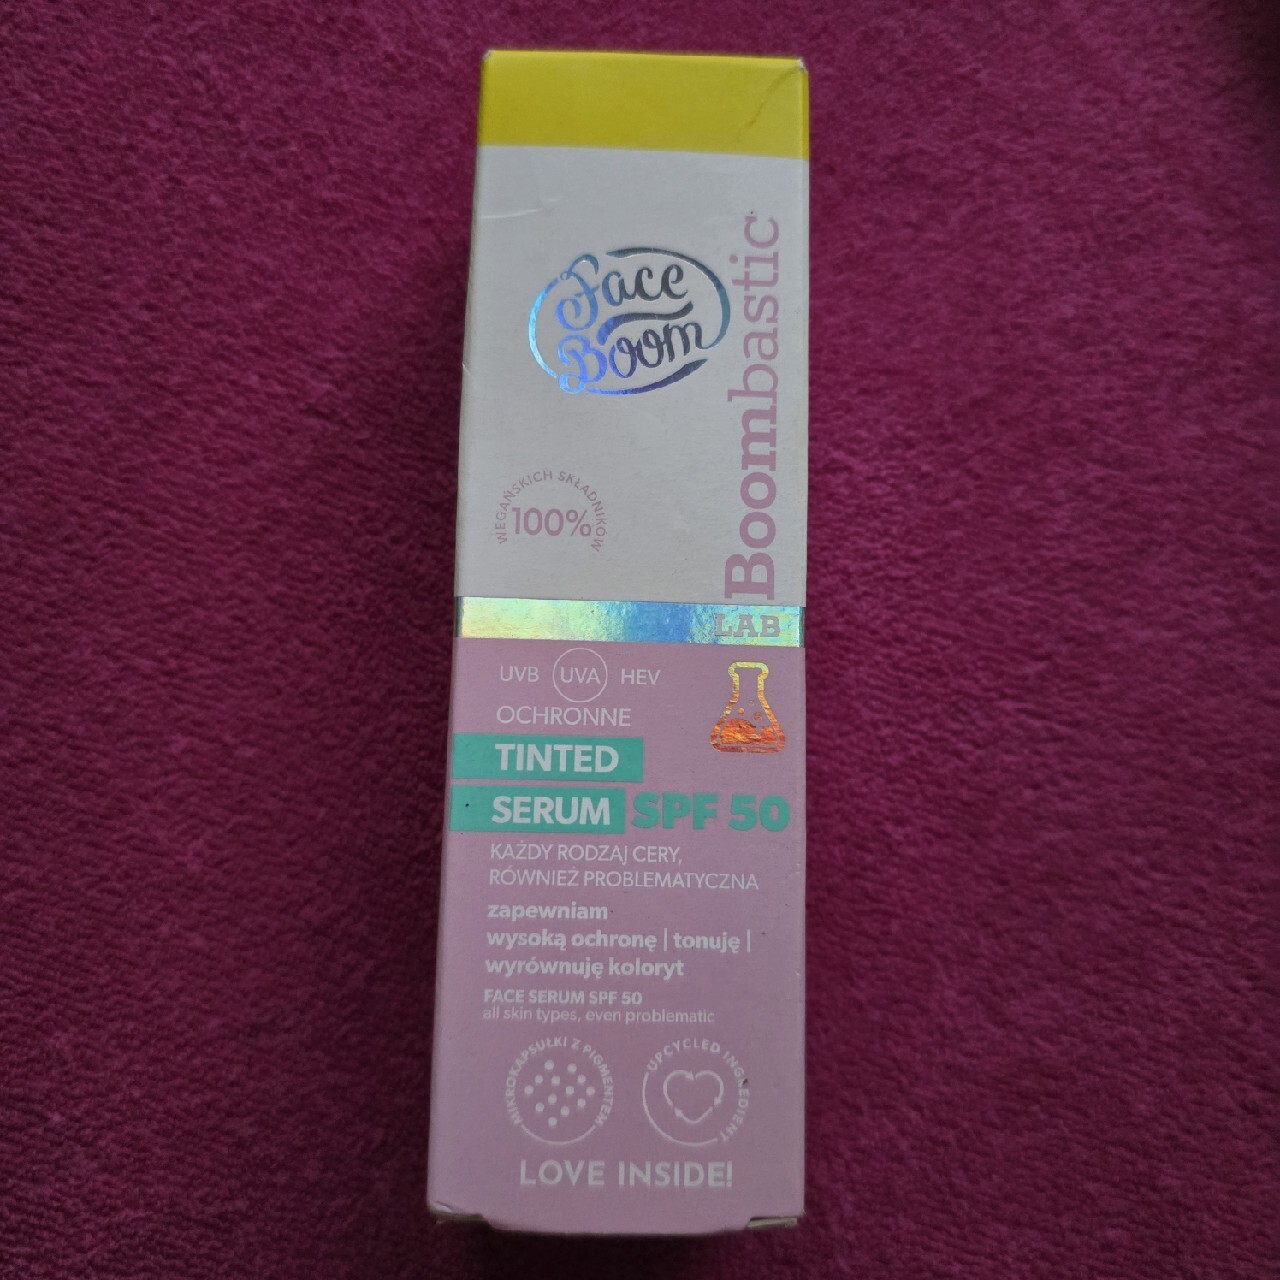 Face
Boom
Boombastic
WEGAŃSKICH SKŁADNIKÓW
100%
LAB
UVB UVA HEV
OCHRONNE
TINTED
SERUM SPF 50
KAŻDY RODZAJ CERY,
RÓWNIEŻ PROBLEMATYCZNA
zapewniam
wysoką ochronę | tonuję |
wyrównuję koloryt
FACE SERUM SPF 50
all skin types, even problematic
MIKROKAPSUŁKI Z PIGMENTEM
UPCYCLED INGREDIENT
LOVE INSIDE!